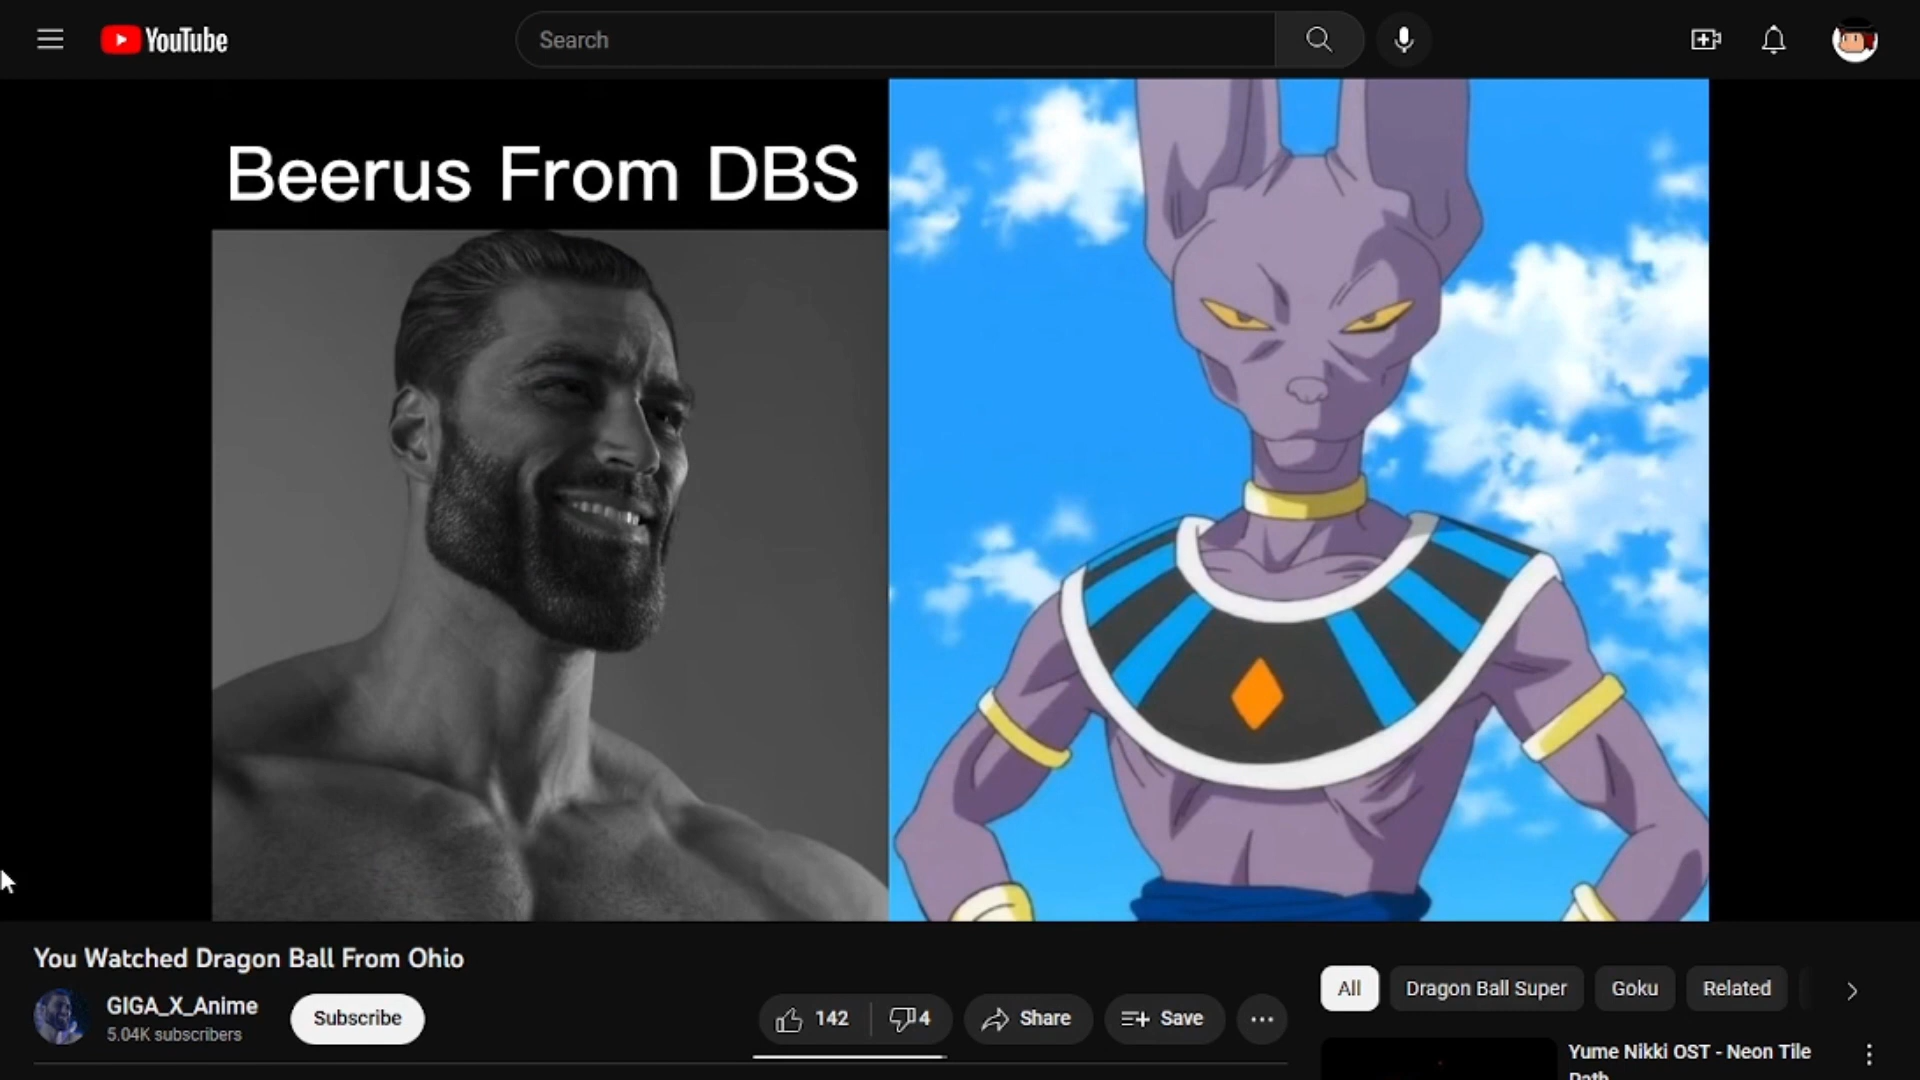 YouTube
Search
Beerus From DBS
You Watched Dragon Ball From Ohio
GIGA_X_Anime
5.04K subscribers
Subscribe
142
4
Share
Save
All
Dragon Ball Super
Goku
Related
Yume Nikki OST - Neon Tile